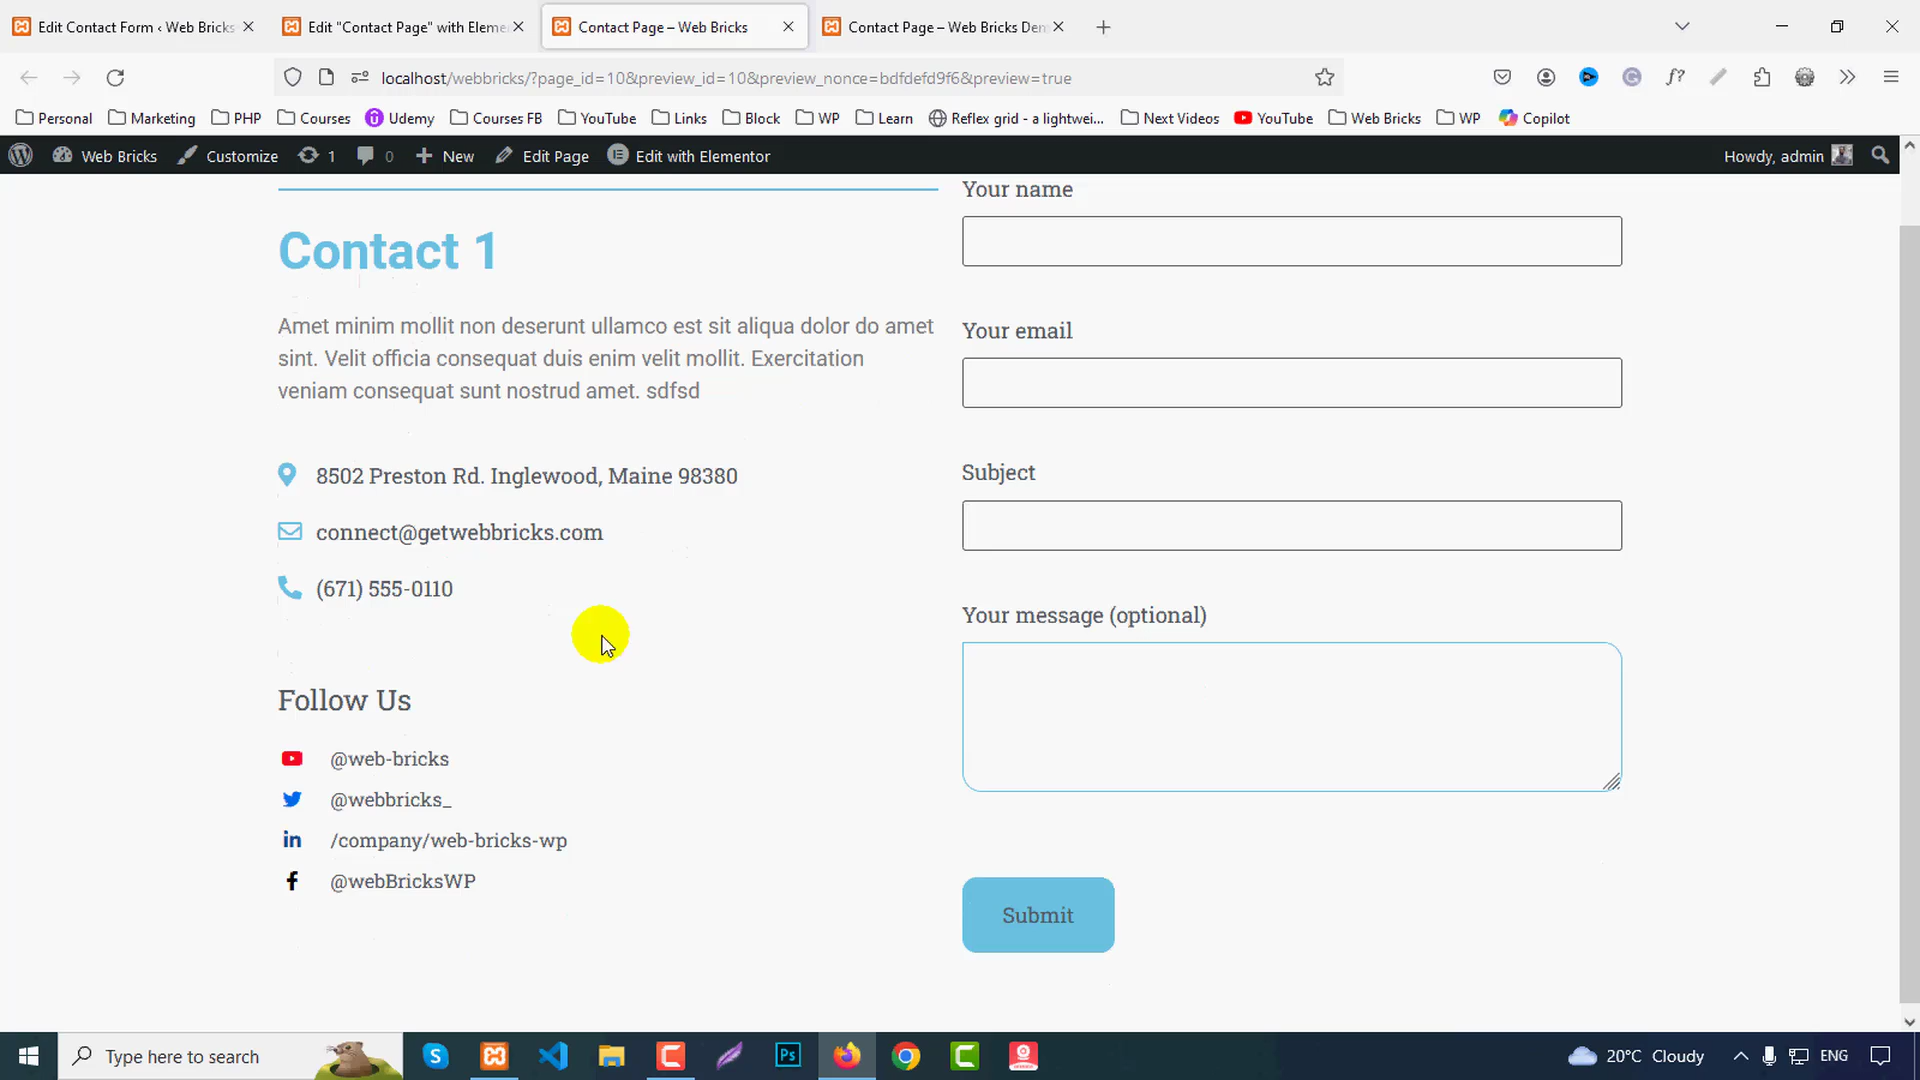 Edit Contact Form ‹ Web Bricks
Edit "Contact Page" with Eleme
Contact Page – Web Bricks
Contact Page – Web Bricks Dem
localhost/webbricks/?page_id=10&preview_id=10&preview_nonce=bdfdefd9f6&preview=true
Personal
Marketing
PHP
Courses
Udemy
Courses FB
YouTube
Links
Block
WP
Learn
Reflex grid - a lightwei...
Next Videos
YouTube
Web Bricks
WP
Copilot
Web Bricks
Customize
1
0
New
Edit Page
Edit with Elementor
Howdy, admin
Contact 1
Amet minim mollit non deserunt ullamco est sit aliqua dolor do amet
sint. Velit officia consequat duis enim velit mollit. Exercitation
veniam consequat sunt nostrud amet. sdfsd
8502 Preston Rd. Inglewood, Maine 98380
connect@getwebbricks.com
(671) 555-0110
Follow Us
@web-bricks
@webbricks_
/company/web-bricks-wp
@webBricksWP
Your name
Your email
Subject
Your message (optional)
Submit
Type here to search
20°C Cloudy
ENG